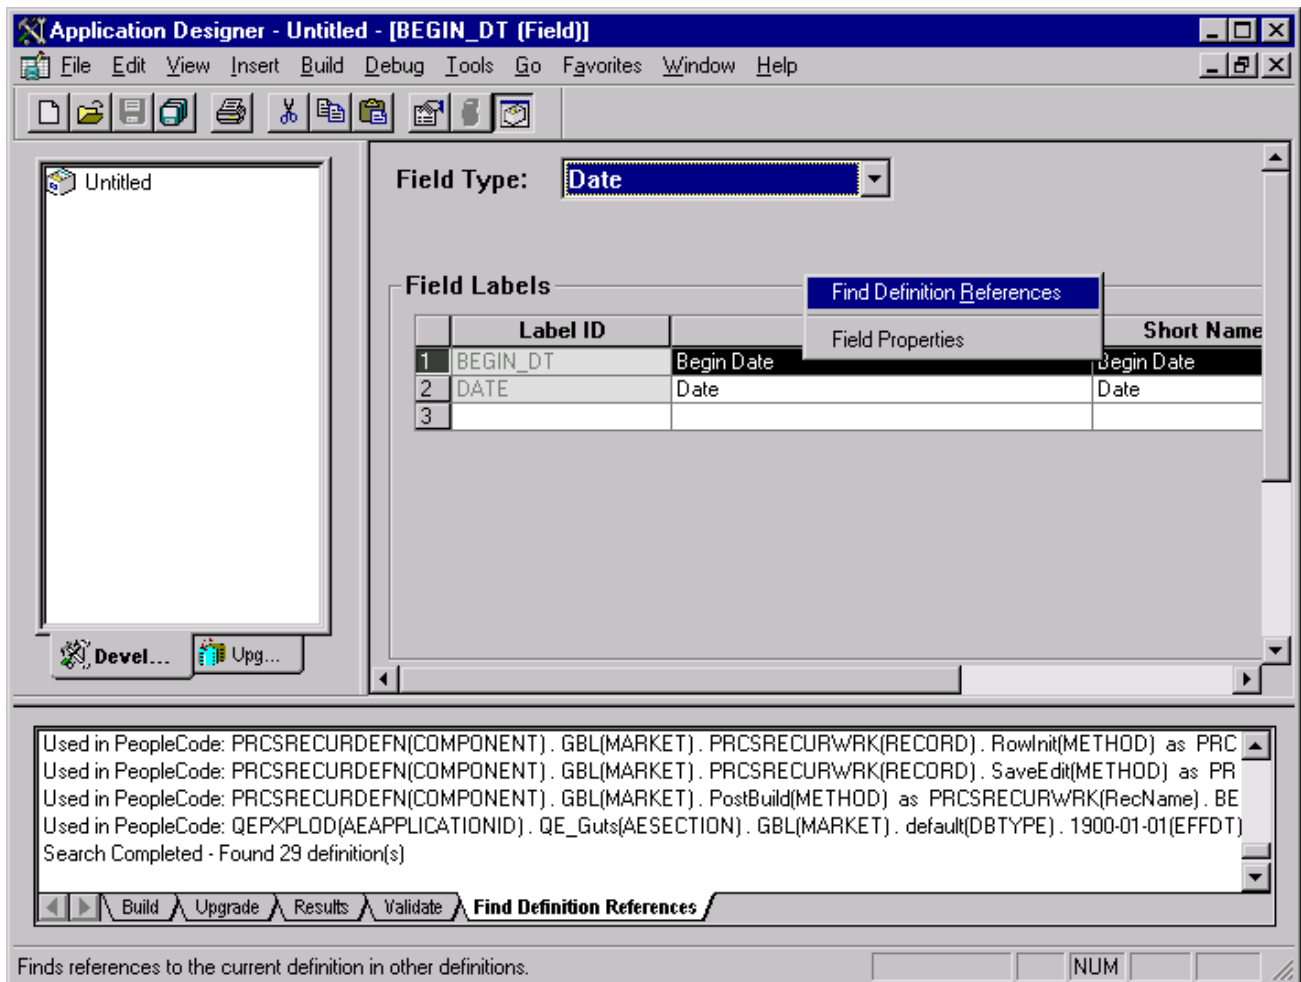 Application Designer - Untitled - [BEGIN_DT (Field)]
File Edit View Insert Build Debug Tools Go Favorites Window Help
Untitled
Field Type: Date
Field Labels
Find Definition References
Field Properties
Label ID Short Name
1 BEGIN_DT Begin Date Begin Date
2 DATE Date Date
3
Devel... Upg...
Used in PeopleCode: PRCSRECURDEFN(COMPONENT) . GBL(MARKET) . PRCSRECURWRK(RECORD) . RowInit(METHOD) as PRC
Used in PeopleCode: PRCSRECURDEFN(COMPONENT) . GBL(MARKET) . PRCSRECURWRK(RECORD) . SaveEdit(METHOD) as PR
Used in PeopleCode: PRCSRECURDEFN(COMPONENT) . GBL(MARKET) . PostBuild(METHOD) as PRCSRECURWRK(RecName) . BE
Used in PeopleCode: QEPXPLOD(AEAPPLICATIONID) . QE_Guts(AESECTION) . GBL(MARKET) . default(DBTYPE) . 1900-01-01(EFFDT)
Search Completed - Found 29 definition(s)
Build Upgrade Results Validate Find Definition References
Finds references to the current definition in other definitions. NUM